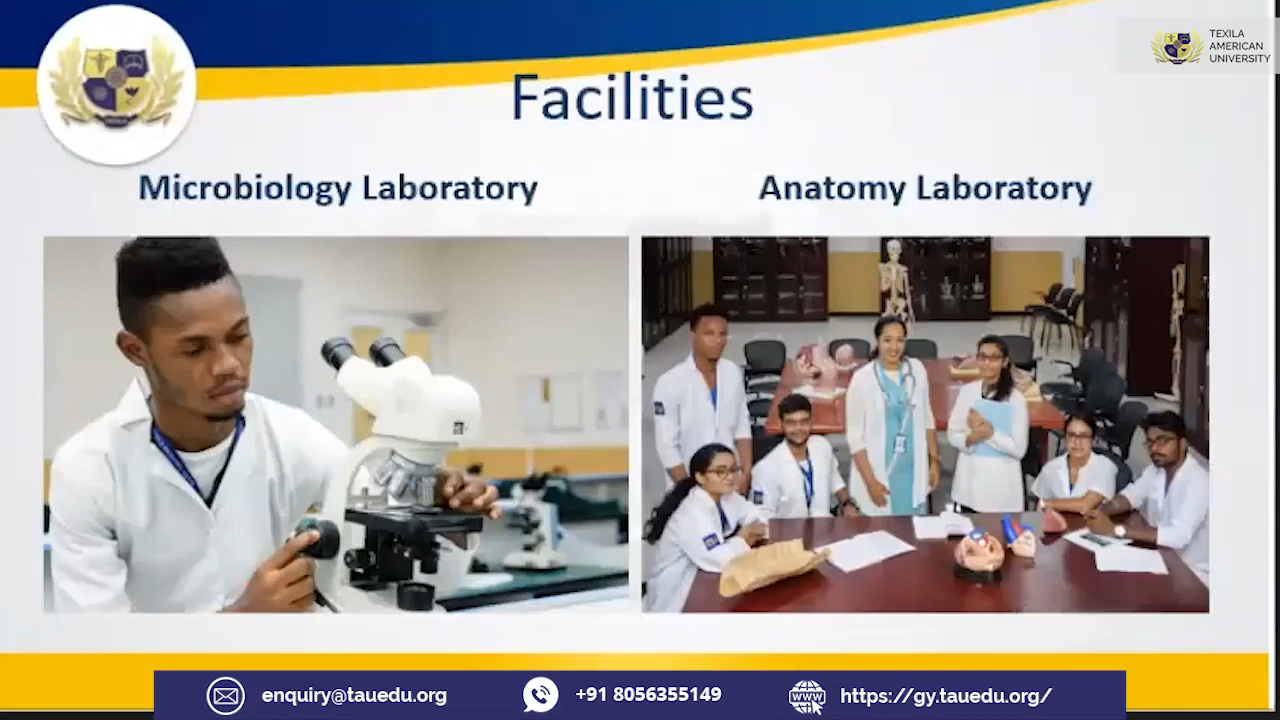 TEXILA
AMERICAN
UNIVERSITY
Facilities
Microbiology Laboratory
Anatomy Laboratory
enquiry@tauedu.org
+91 8056355149
https://gy.tauedu.org/